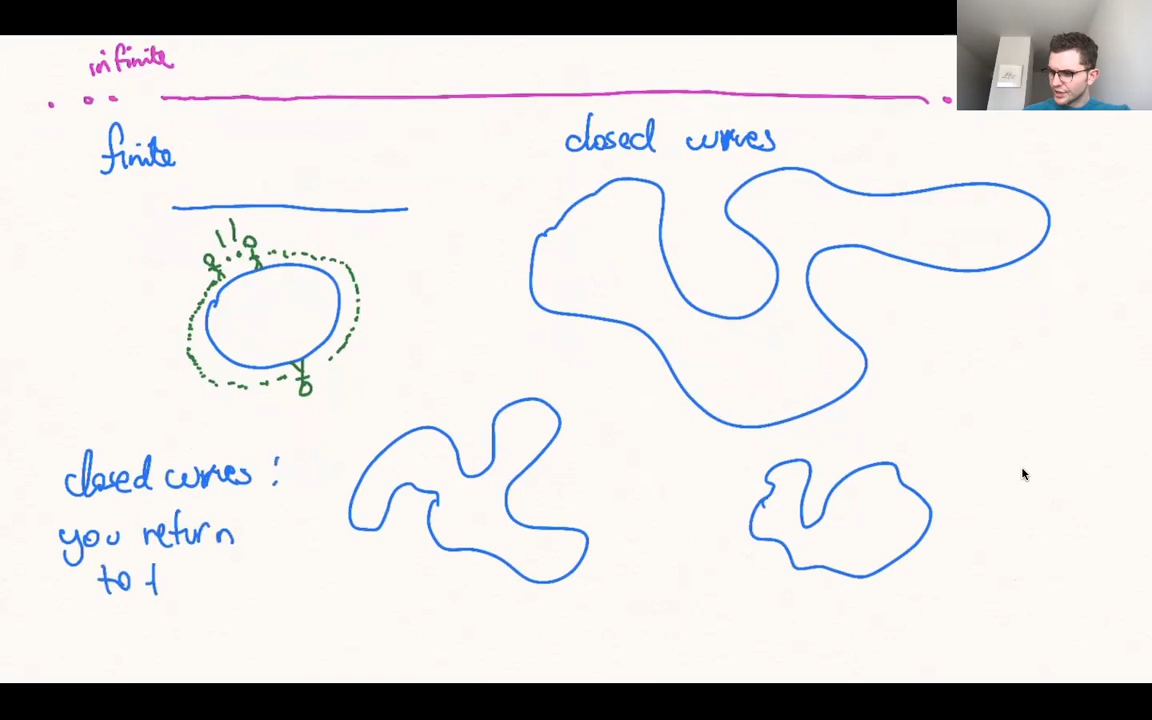 infinite
finite
closed curves
closed curves :
you return
to t